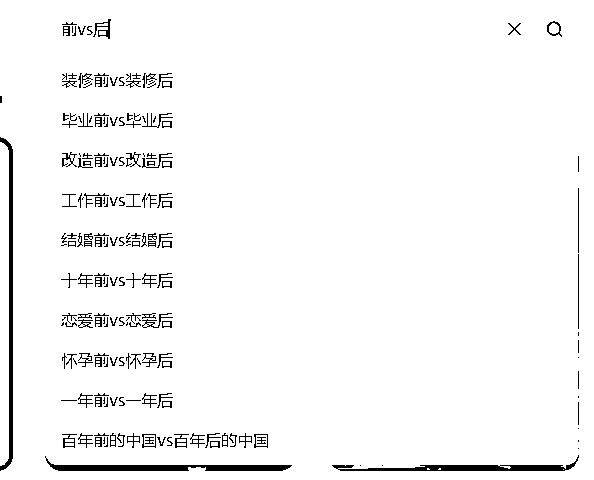 前vs后
装修前vs装修后
毕业前vs毕业后
改造前vs改造后
工作前vs工作后
结婚前vs结婚后
十年前vs十年后
恋爱前vs恋爱后
怀孕前vs怀孕后
一年前vs一年后
百年前的中国vs百年后的中国